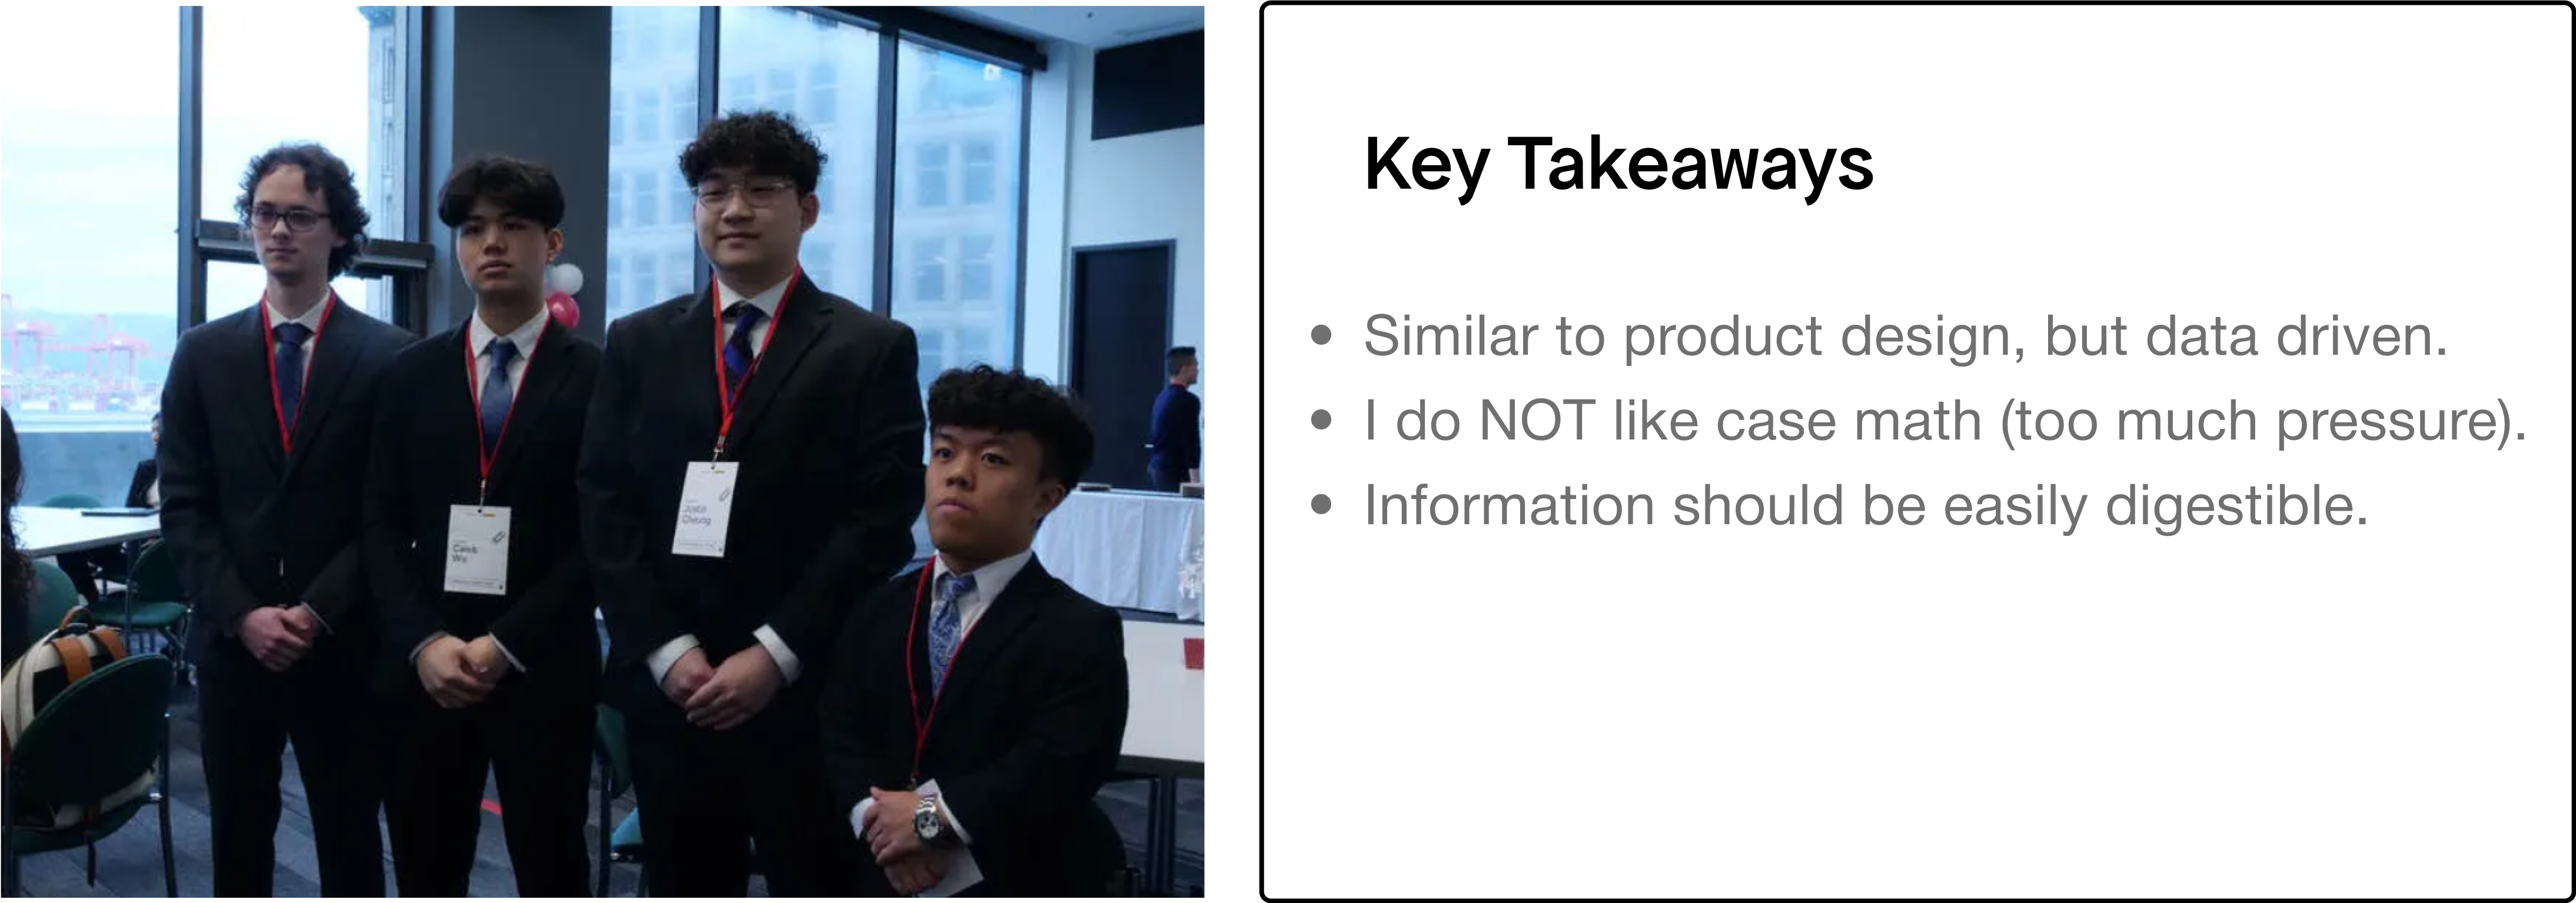 Caleb
Wu
Justin
Cheung
Key Takeaways
• Similar to product design, but data driven.
• I do NOT like case math (too much pressure).
• Information should be easily digestible.